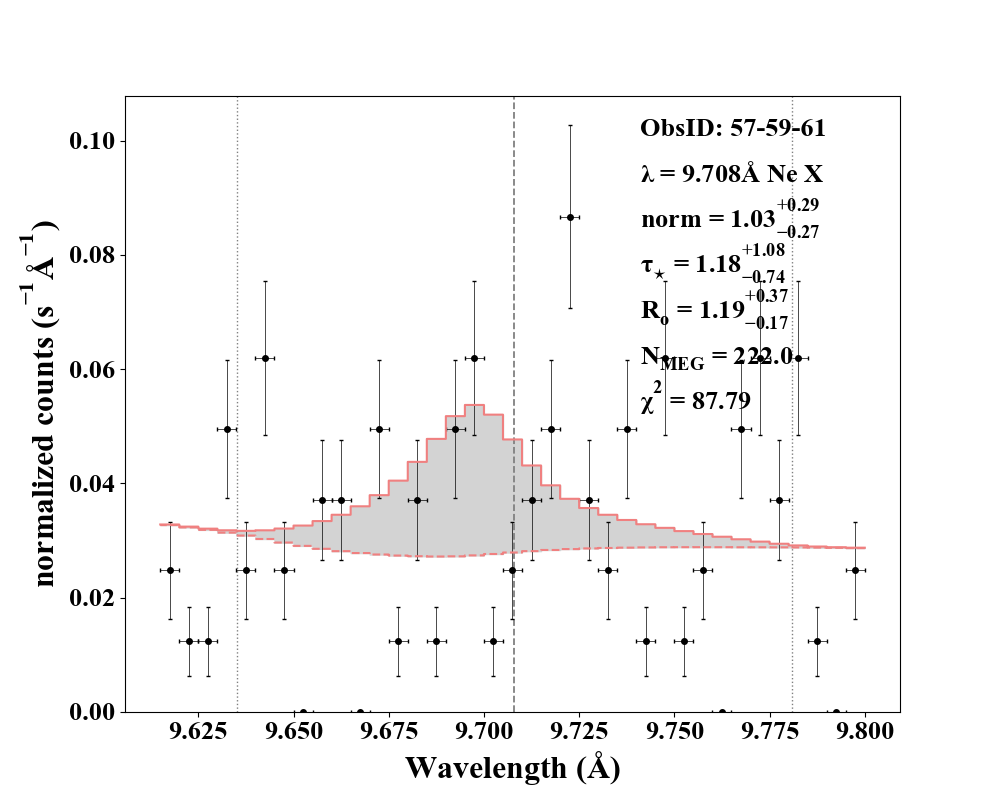 ObsID: 57-59-61
λ = 9.708Å Ne X
norm = 1.03 +0.29 −0.27
τ⋆ = 1.18 +1.08 −0.74
Ro = 1.19 +0.37 −0.17
NMEG = 222.0
χ2 = 87.79
normalized counts (s−1 Å−1)
0.10
0.08
0.06
0.04
0.02
0.00
9.625 9.650 9.675 9.700 9.725 9.750 9.775 9.800
Wavelength (Å)